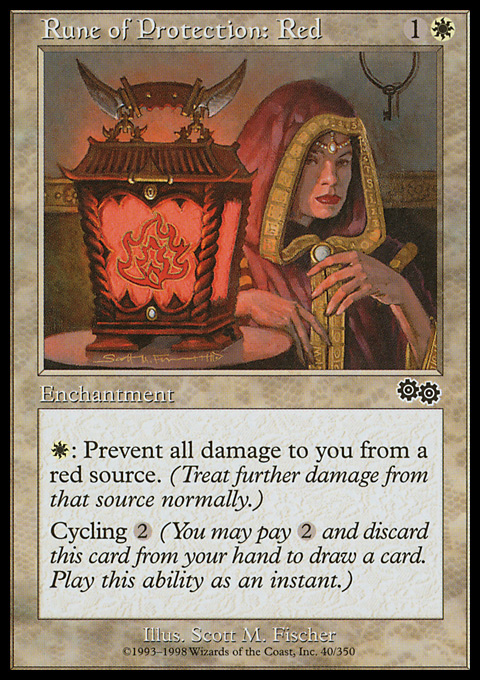 Rune of Protection: Red 1
Enchantment
: Prevent all damage to you from a
red source. (Treat further damage from
that source normally.)
Cycling 2 (You may pay 2 and discard
this card from your hand to draw a card.
Play this ability as an instant.)
Illus. Scott M. Fischer
©1993–1998 Wizards of the Coast, Inc. 40/350